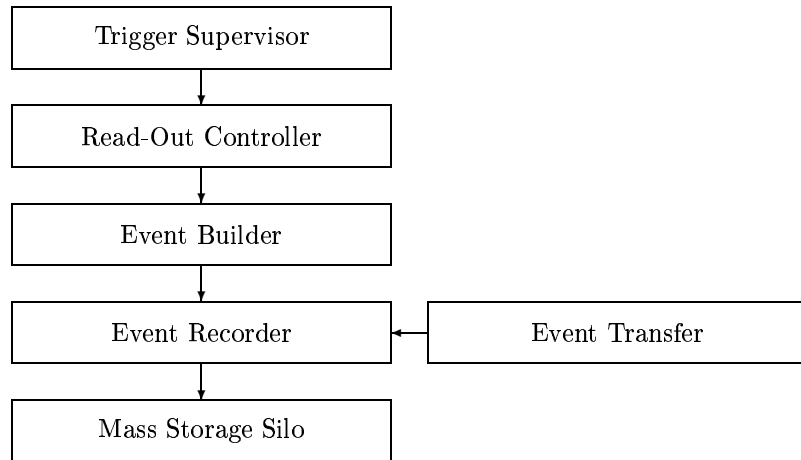 Trigger Supervisor
Read-Out Controller
Event Builder
Event Recorder
Event Transfer
Mass Storage Silo